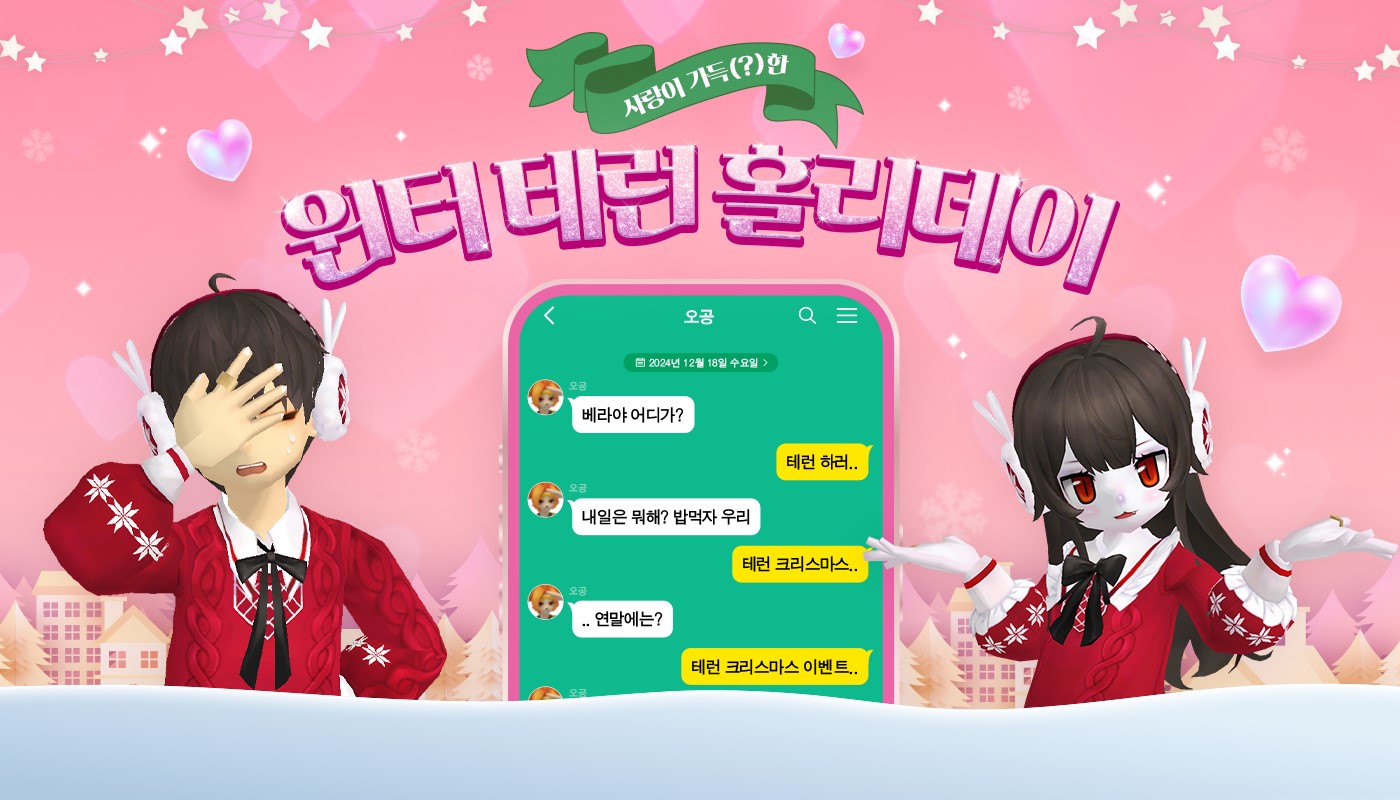 사랑이 가득(?)한
윈터 테런 홀리데이
오공
2024년 12월 18일 수요일
오공
베라야 어디가?
테런 하러..
오공
내일은 뭐해? 밥먹자 우리
테런 크리스마스..
오공
.. 연말에는?
테런 크리스마스 이벤트..
오공